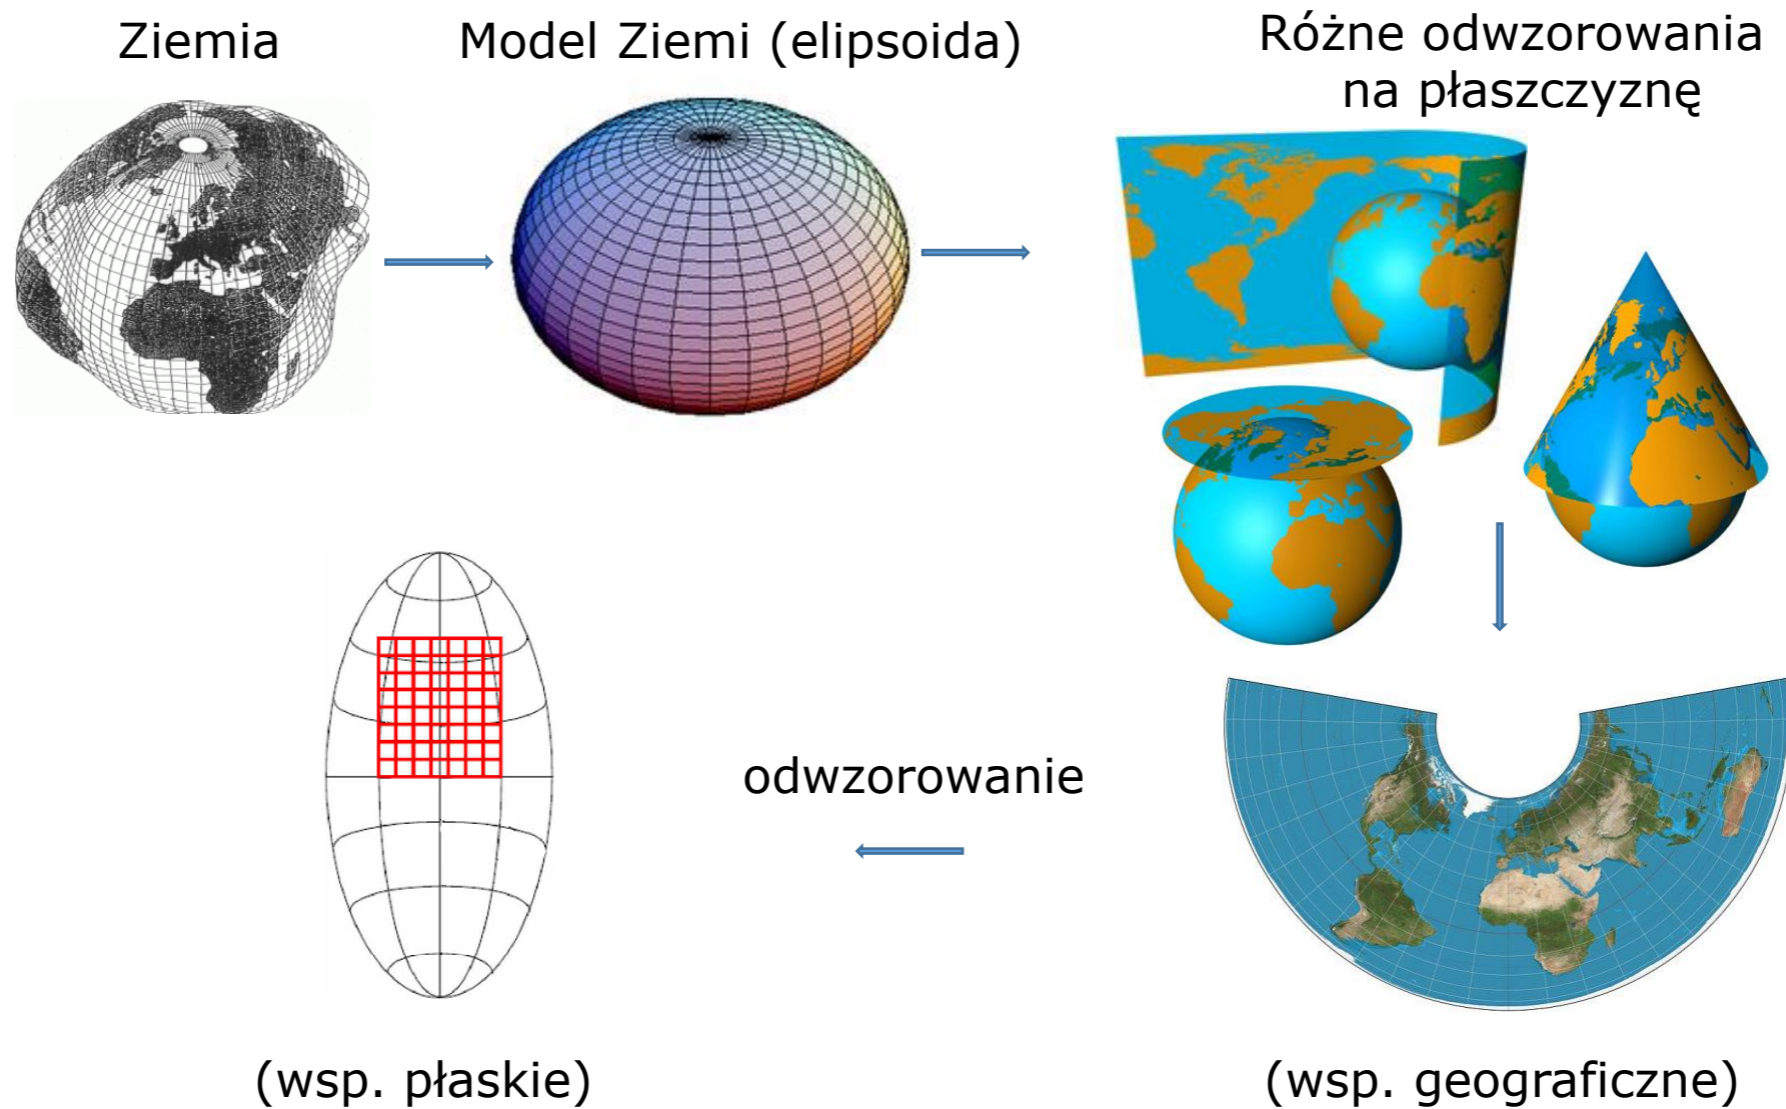 Ziemia
Model Ziemi (elipsoida)
Różne odwzorowania
na płaszczyznę
odwzorowanie
(wsp. płaskie)
(wsp. geograficzne)